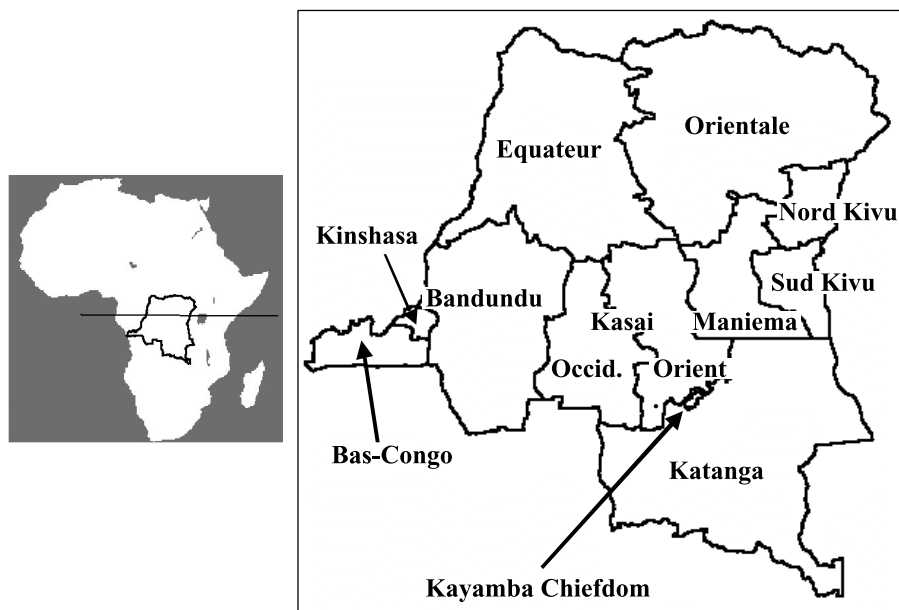 Orientale
Equateur
Nord Kivu
Kinshasa
Sud Kivu
Bandundu
Kasai
Maniema
Occid.
Orient
Bas-Congo
Katanga
Kayamba Chiefdom